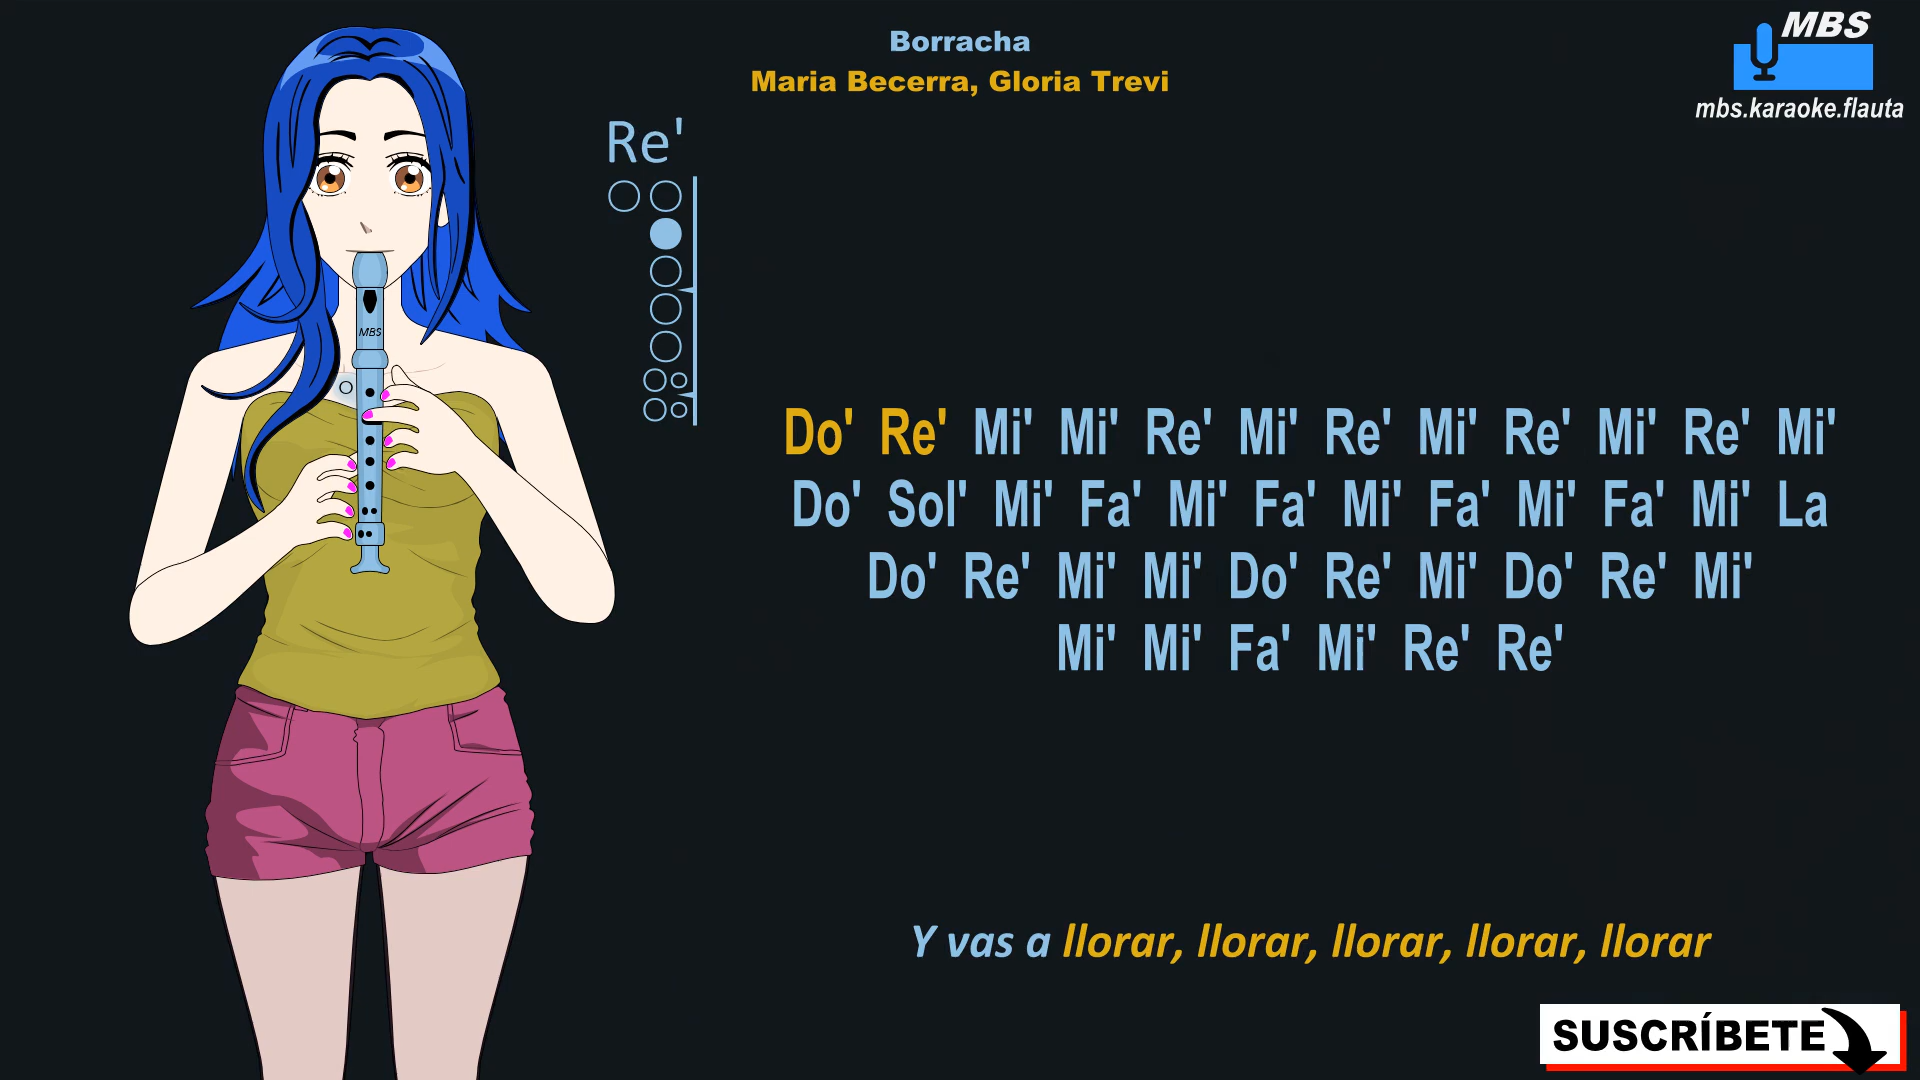 Borracha
Maria Becerra, Gloria Trevi
MBS
mbs.karaoke.flauta
Re'
MBS
Do' Re' Mi' Mi' Re' Mi' Re' Mi' Re' Mi' Re' Mi'
Do' Sol' Mi' Fa' Mi' Fa' Mi' Fa' Mi' Fa' Mi' La
Do' Re' Mi' Mi' Do' Re' Mi' Do' Re' Mi'
Mi' Mi' Fa' Mi' Re' Re'
Y vas a llorar, llorar, llorar, llorar, llorar
SUSCRÍBETE